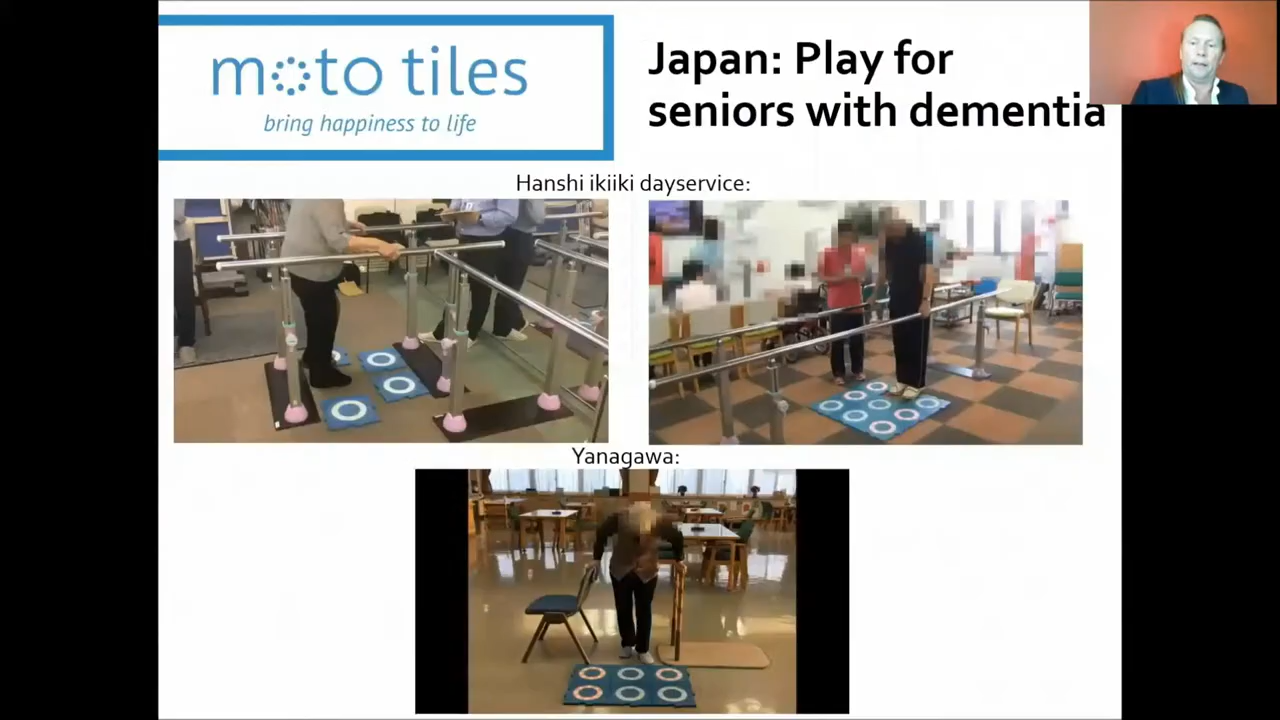 moto tiles
bring happiness to life
Japan: Play for
seniors with dementia
Hanshi ikiiki dayservice:
Yanagawa: